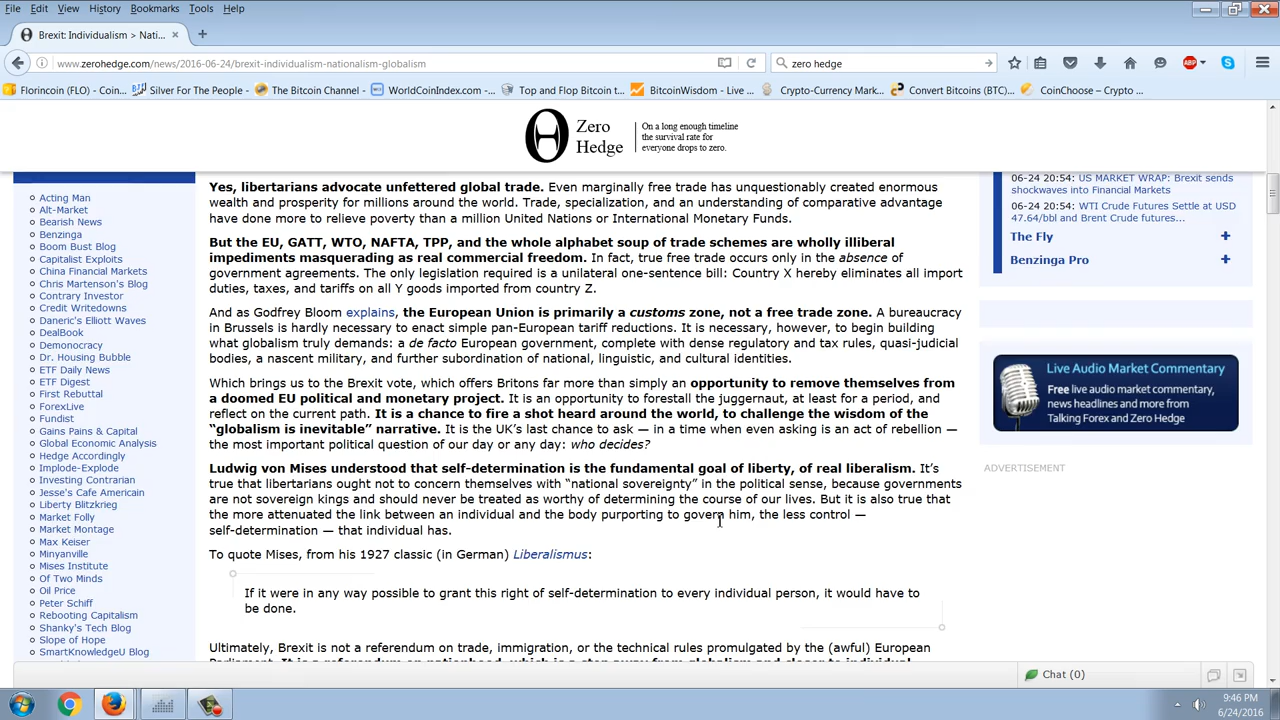 File Edit View History Bookmarks Tools Help
Brexit: Individualism > Nati...
www.zerohedge.com/news/2016-06-24/brexit-individualism-nationalism-globalism
zero hedge
ABP
Florincoin (FLO) - Coin...
Silver For The People -
The Bitcoin Channel -
WorldCoinIndex.com -...
Top and Flop Bitcoin t...
BitcoinWisdom - Live ...
Crypto-Currency Mark...
Convert Bitcoins (BTC)...
CoinChoose – Crypto ...
Zero
Hedge
On a long enough timeline
the survival rate for
everyone drops to zero.
Acting Man
Alt-Market
Bearish News
Benzinga
Boom Bust Blog
Capitalist Exploits
China Financial Markets
Chris Martenson's Blog
Contrary Investor
Credit Writedowns
Daneric's Elliott Waves
DealBook
Demonocracy
Dr. Housing Bubble
ETF Daily News
ETF Digest
First Rebuttal
ForexLive
Fundist
Gains Pains & Capital
Global Economic Analysis
Hedge Accordingly
Implode-Explode
Investing Contrarian
Jesse's Cafe Americain
Liberty Blitzkrieg
Market Folly
Market Montage
Max Keiser
Minyanville
Mises Institute
Of Two Minds
Oil Price
Peter Schiff
Rebooting Capitalism
Shanky's Tech Blog
Slope of Hope
SmartKnowledgeU Blog
Yes, libertarians advocate unfettered global trade. Even marginally free trade has unquestionably created enormous
wealth and prosperity for millions around the world. Trade, specialization, and an understanding of comparative advantage
have done more to relieve poverty than a million United Nations or International Monetary Funds.
But the EU, GATT, WTO, NAFTA, TPP, and the whole alphabet soup of trade schemes are wholly illiberal
impediments masquerading as real commercial freedom. In fact, true free trade occurs only in the absence of
government agreements. The only legislation required is a unilateral one-sentence bill: Country X hereby eliminates all import
duties, taxes, and tariffs on all Y goods imported from country Z.
And as Godfrey Bloom explains, the European Union is primarily a customs zone, not a free trade zone. A bureaucracy
in Brussels is hardly necessary to enact simple pan-European tariff reductions. It is necessary, however, to begin building
what globalism truly demands: a de facto European government, complete with dense regulatory and tax rules, quasi-judicial
bodies, a nascent military, and further subordination of national, linguistic, and cultural identities.
Which brings us to the Brexit vote, which offers Britons far more than simply an opportunity to remove themselves from
a doomed EU political and monetary project. It is an opportunity to forestall the juggernaut, at least for a period, and
reflect on the current path. It is a chance to fire a shot heard around the world, to challenge the wisdom of the
“globalism is inevitable” narrative. It is the UK’s last chance to ask — in a time when even asking is an act of rebellion —
the most important political question of our day or any day: who decides?
Ludwig von Mises understood that self-determination is the fundamental goal of liberty, of real liberalism. It’s
true that libertarians ought not to concern themselves with “national sovereignty” in the political sense, because governments
are not sovereign kings and should never be treated as worthy of determining the course of our lives. But it is also true that
the more attenuated the link between an individual and the body purporting to govern him, the less control —
self-determination — that individual has.
To quote Mises, from his 1927 classic (in German) Liberalismus:
If it were in any way possible to grant this right of self-determination to every individual person, it would have to
be done.
Ultimately, Brexit is not a referendum on trade, immigration, or the technical rules promulgated by the (awful) European
Parliament. It is a referendum on nationhood, which is a step away from globalism and closer to individual
06-24 20:54: US MARKET WRAP: Brexit sends
shockwaves into Financial Markets
06-24 20:54: WTI Crude Futures Settle at USD
47.64/bbl and Brent Crude futures...
The Fly +
Benzinga Pro +
Live Audio Market Commentary
Free live audio market commentary,
news headlines and more from
Talking Forex and Zero Hedge
ADVERTISEMENT
Chat (0)
9:46 PM
6/24/2016